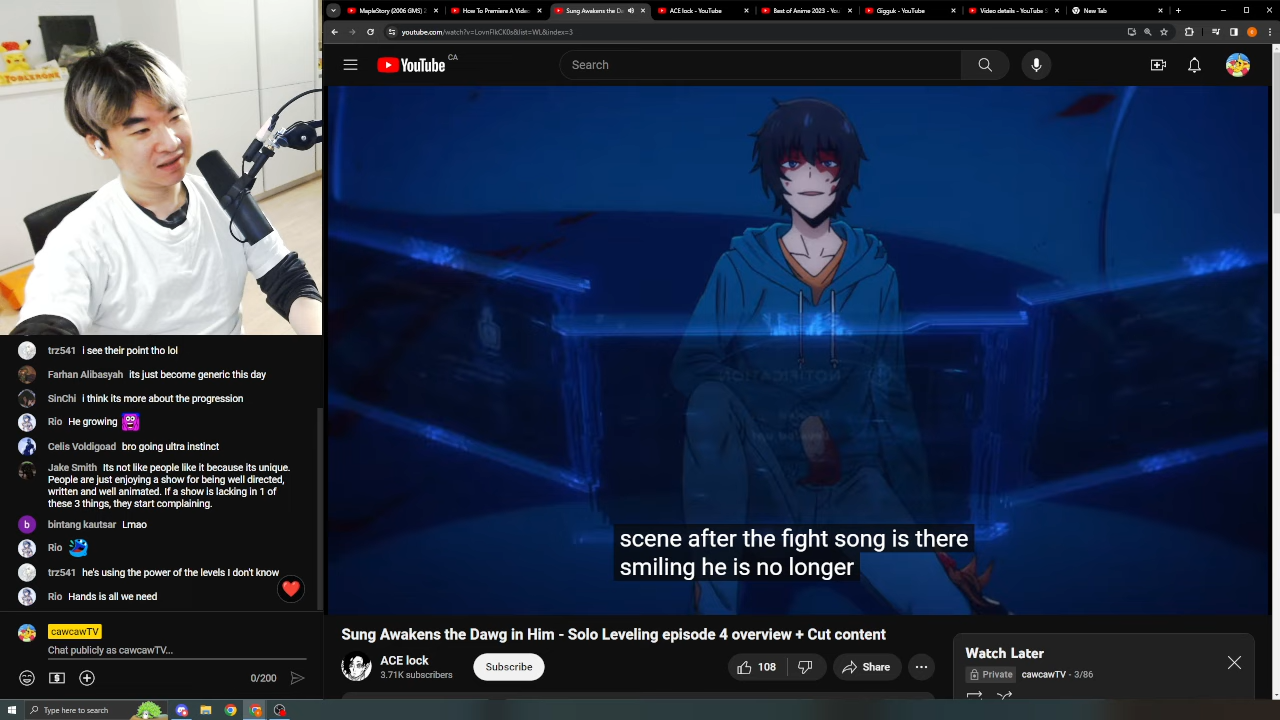 MapleStory (2006 GMS) 2
How To Premiere A Video
Sung Awakens the Da
ACE lock - YouTube
Best of Anime 2023 - You
Gigguk - YouTube
Video details - YouTube S
New Tab
youtube.com/watch?v=LovnFlkCK0s&list=WL&index=3
YouTube CA
Search
TOBLERONE
trz541 i see their point tho lol
Farhan Alibasyah its just become generic this day
SinChi i think its more about the progression
Rio He growing
Celis Voldigoad bro going ultra instinct
Jake Smith Its not like people like it because its unique.
People are just enjoying a show for being well directed,
written and well animated. If a show is lacking in 1 of
these 3 things, they start complaining.
bintang kautsar Lmao
Rio
trz541 he's using the power of the levels I don't know
Rio Hands is all we need
cawcawTV
Chat publicly as cawcawTV...
0/200
NOTIFICATION
scene after the fight song is there
smiling he is no longer
Sung Awakens the Dawg in Him - Solo Leveling episode 4 overview + Cut content
ACE lock
3.71K subscribers
Subscribe
108
Share
Watch Later
Private cawcawTV - 3/86
Type here to search